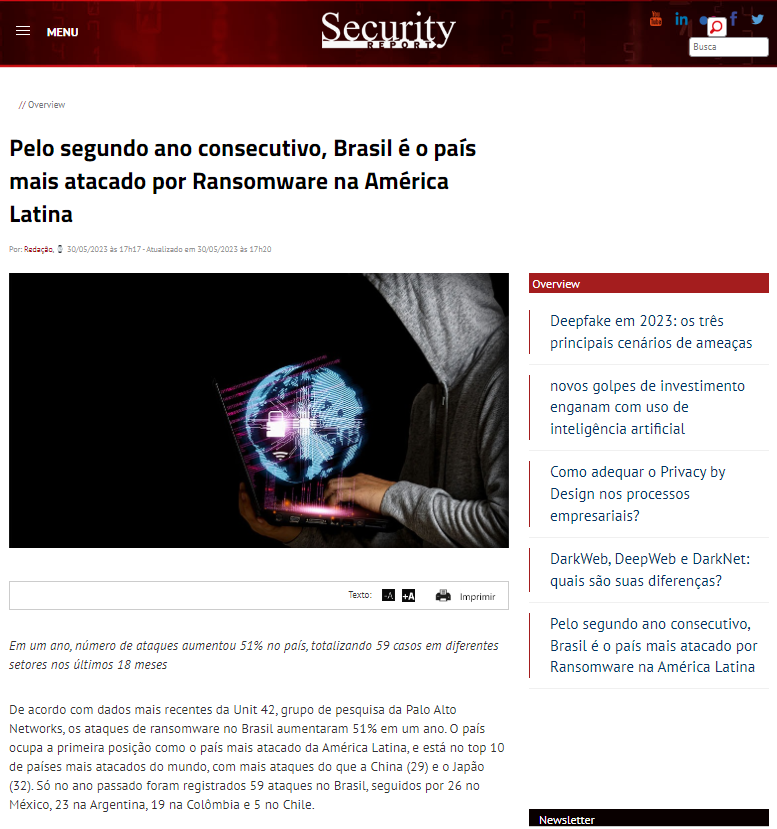 MENU
Security
REPORT
Busca
// Overview
Pelo segundo ano consecutivo, Brasil é o país
mais atacado por Ransomware na América
Latina
Por: Redação, 30/05/2023 às 17h17 - Atualizado em 30/05/2023 às 17h20
Texto: -A +A Imprimir
Em um ano, número de ataques aumentou 51% no país, totalizando 59 casos em diferentes
setores nos últimos 18 meses
De acordo com dados mais recentes da Unit 42, grupo de pesquisa da Palo Alto
Networks, os ataques de ransomware no Brasil aumentaram 51% em um ano. O país
ocupa a primeira posição como o país mais atacado da América Latina, e está no top 10
de países mais atacados do mundo, com mais ataques do que a China (29) e o Japão
(32). Só no ano passado foram registrados 59 ataques no Brasil, seguidos por 26 no
México, 23 na Argentina, 19 na Colômbia e 5 no Chile.
Overview
Deepfake em 2023: os três
principais cenários de ameaças
novos golpes de investimento
enganam com uso de
inteligência artificial
Como adequar o Privacy by
Design nos processos
empresariais?
DarkWeb, DeepWeb e DarkNet:
quais são suas diferenças?
Pelo segundo ano consecutivo,
Brasil é o país mais atacado por
Ransomware na América Latina
Newsletter